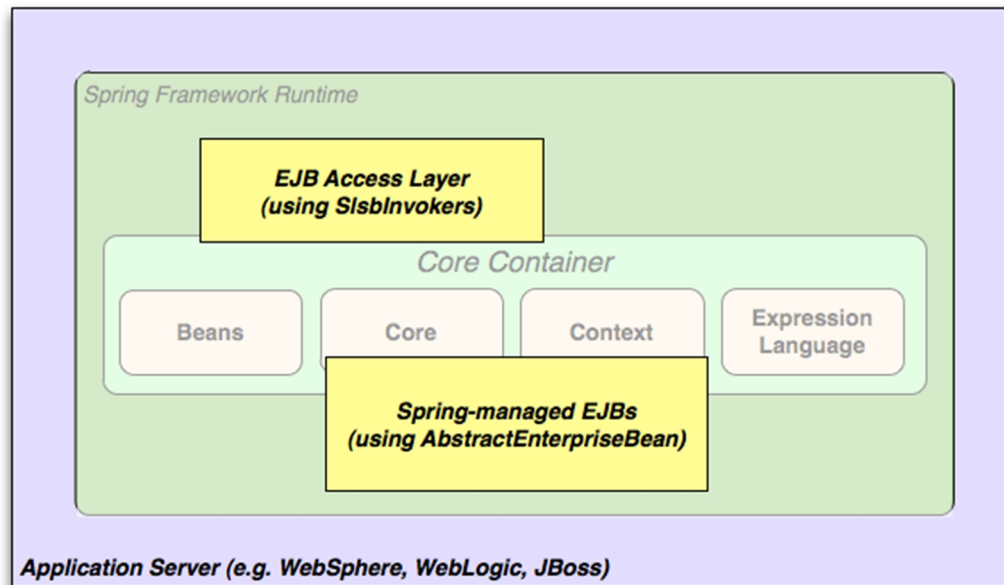 Spring Framework Runtime
EJB Access Layer
(using SlsbInvokers)
Core Container
Beans
Core
Context
Expression
Language
Spring-managed EJBs
(using AbstractEnterpriseBean)
Application Server (e.g. WebSphere, WebLogic, JBoss)